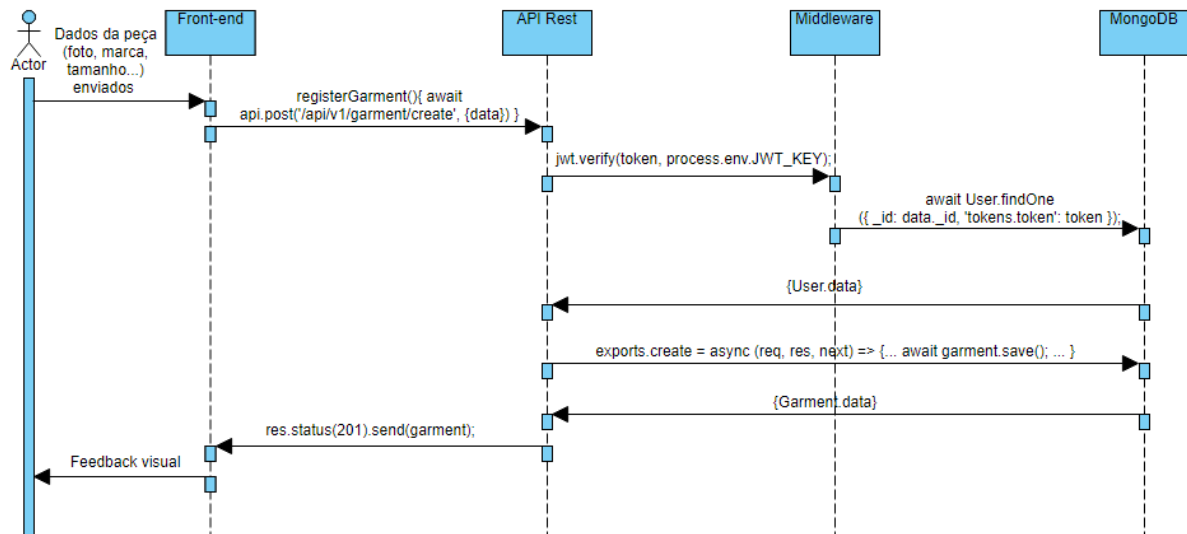 Front-end
API Rest
Middleware
MongoDB
Actor
Dados da peça
(foto, marca,
tamanho...)
enviados
registerGarment(){ await
api.post('/api/v1/garment/create', {data}) }
jwt.verify(token, process.env.JWT_KEY);
await User.findOne
({ _id: data._id, 'tokens.token': token });
{User.data}
exports.create = async (req, res, next) => {... await garment.save(); ... }
{Garment.data}
res.status(201).send(garment);
Feedback visual